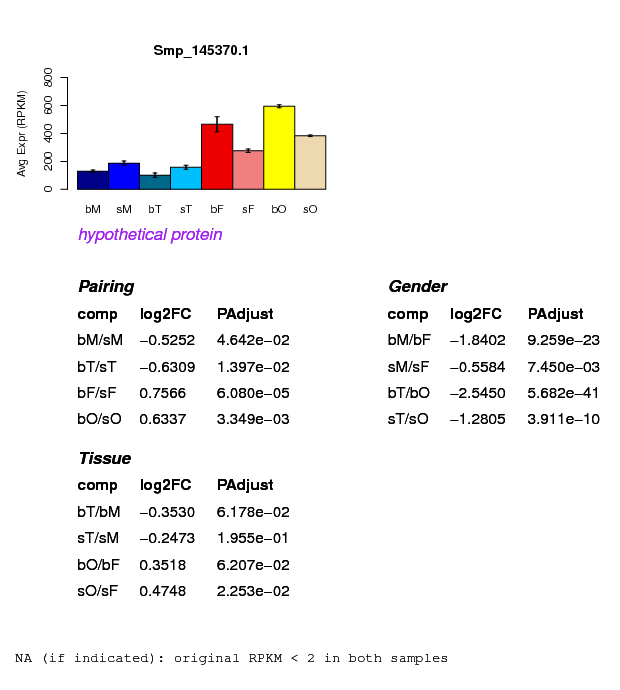 Smp_145370.1
Avg Expr (RPKM)
0 200 400 600 800
bM sM bT sT bF sF bO sO
hypothetical protein
Pairing
comp log2FC PAdjust
bM/sM −0.5252 4.642e−02
bT/sT −0.6309 1.397e−02
bF/sF 0.7566 6.080e−05
bO/sO 0.6337 3.349e−03
Gender
comp log2FC PAdjust
bM/bF −1.8402 9.259e−23
sM/sF −0.5584 7.450e−03
bT/bO −2.5450 5.682e−41
sT/sO −1.2805 3.911e−10
Tissue
comp log2FC PAdjust
bT/bM −0.3530 6.178e−02
sT/sM −0.2473 1.955e−01
bO/bF 0.3518 6.207e−02
sO/sF 0.4748 2.253e−02
NA (if indicated): original RPKM < 2 in both samples